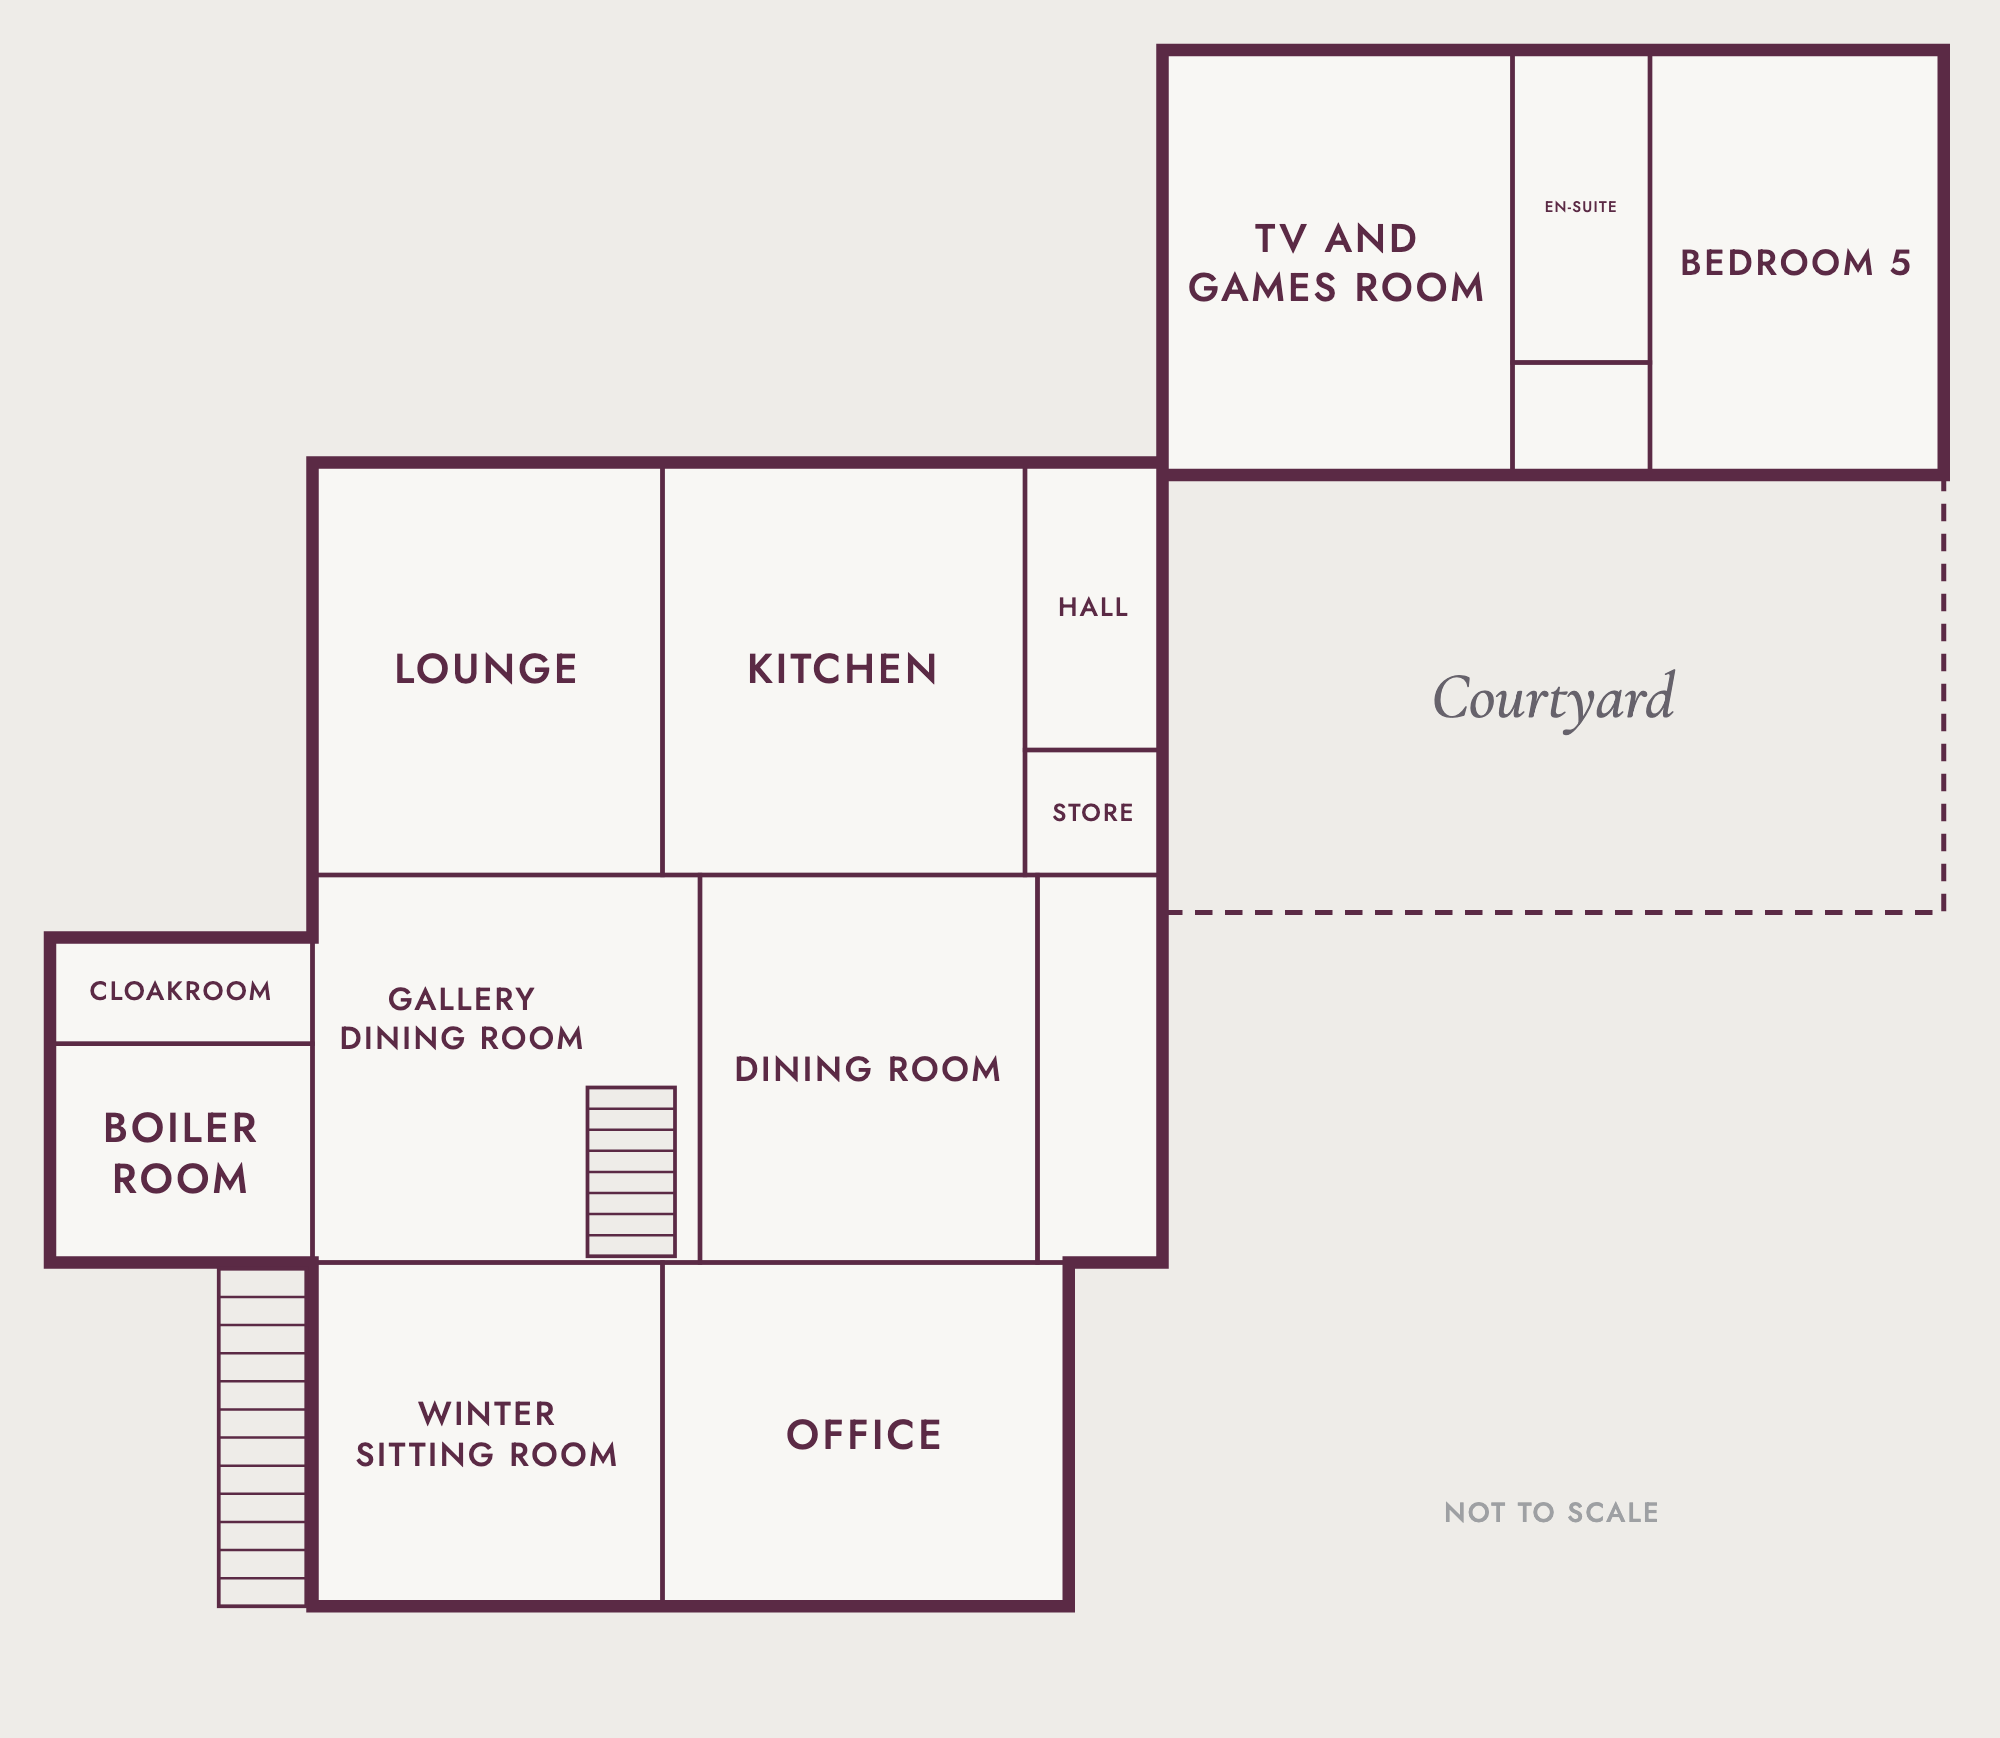 TV AND
GAMES ROOM
EN-SUITE
BEDROOM 5
LOUNGE
KITCHEN
HALL
STORE
Courtyard
CLOAKROOM
GALLERY
DINING ROOM
DINING ROOM
BOILER
ROOM
WINTER
SITTING ROOM
OFFICE
NOT TO SCALE